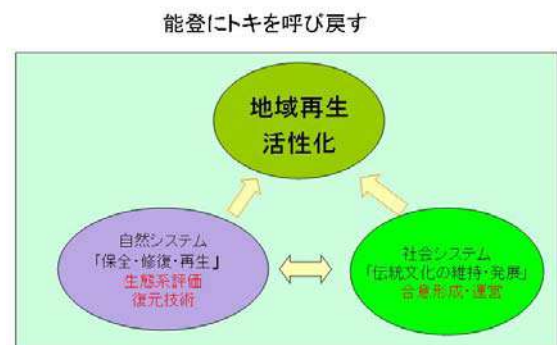 能登にトキを呼び戻す
地域再生
活性化
自然システム
「保全・修復・再生」
生態系評価
復元技術
社会システム
「伝統文化の維持・発展」
合意形成・運営